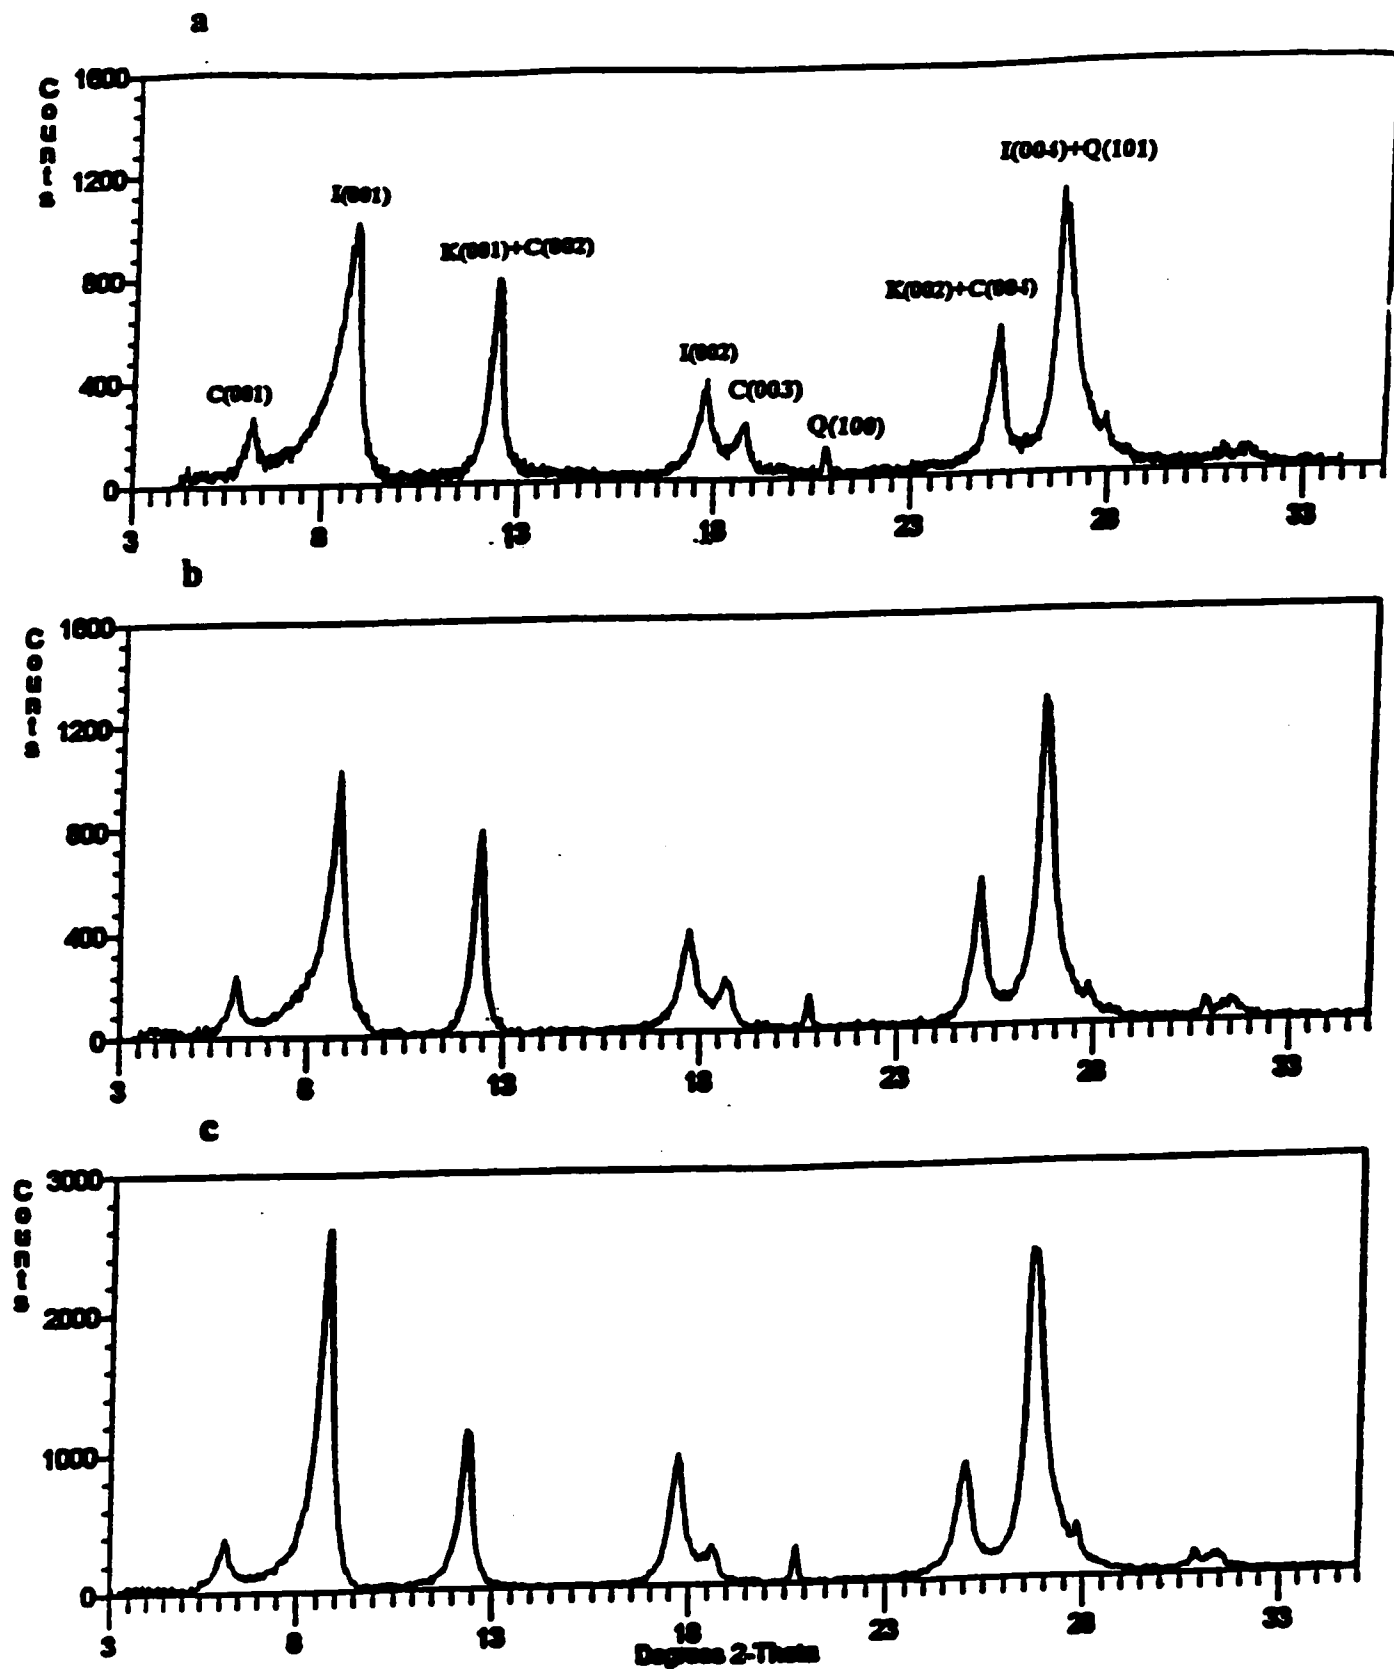 a
Counts
1600
1200
800
400
0
I(001)
K(001)+C(002)
I(004)+Q(101)
K(002)+C(004)
I(002)
C(003)
C(001)
Q(100)
3 8 13 18 23 28 33
b
Counts
1600
1200
800
400
0
3 8 13 18 23 28 33
c
Counts
3000
2000
1000
0
3 8 13 18 23 28 33
Degrees 2-Theta